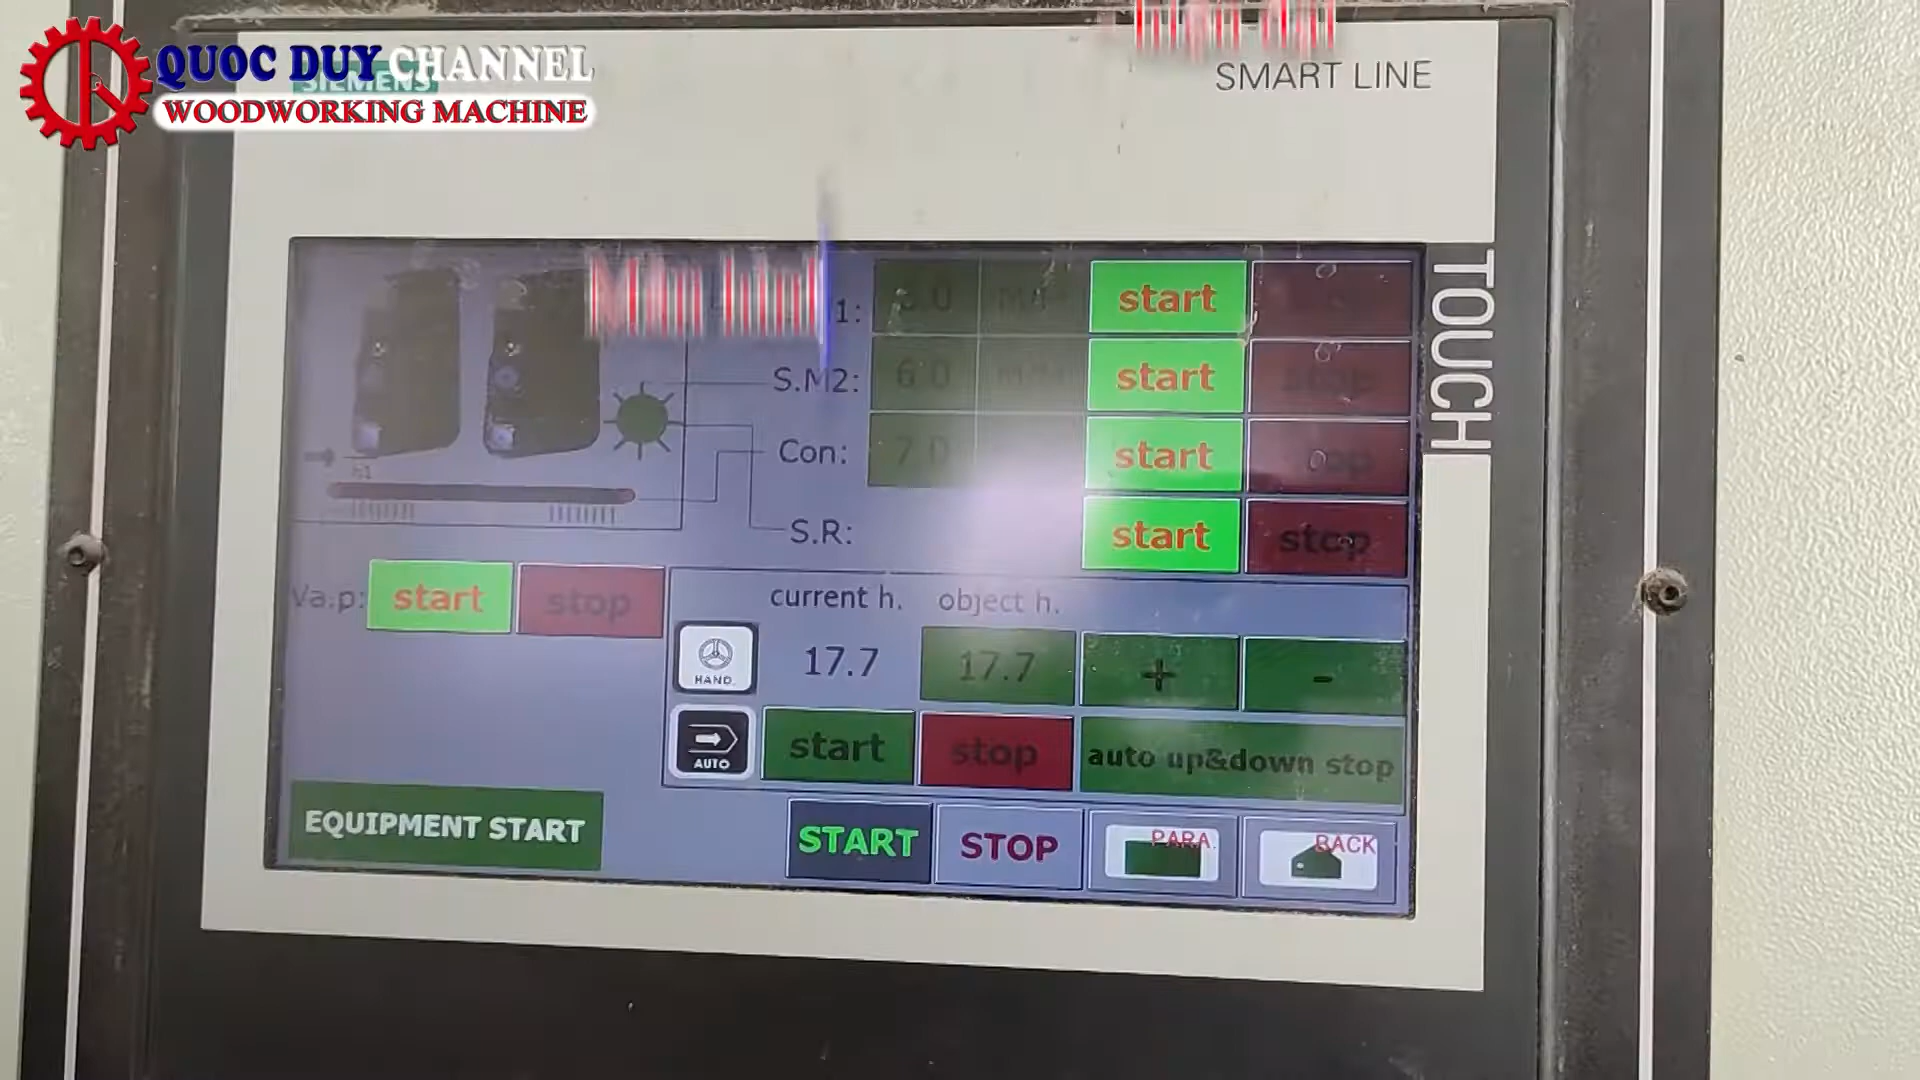 QUOC DUY CHANNEL
SIEMENS
WOODWORKING MACHINE
SMART LINE
TOUCH
start
S.M2: 6.0 start stop
Con: 7.0 start stop
S.R: start stop
h1
Va.p: start stop
current h. object h.
HAND. 17.7 17.7 + -
AUTO start stop auto up&down stop
EQUIPMENT START START STOP PARA. BACK